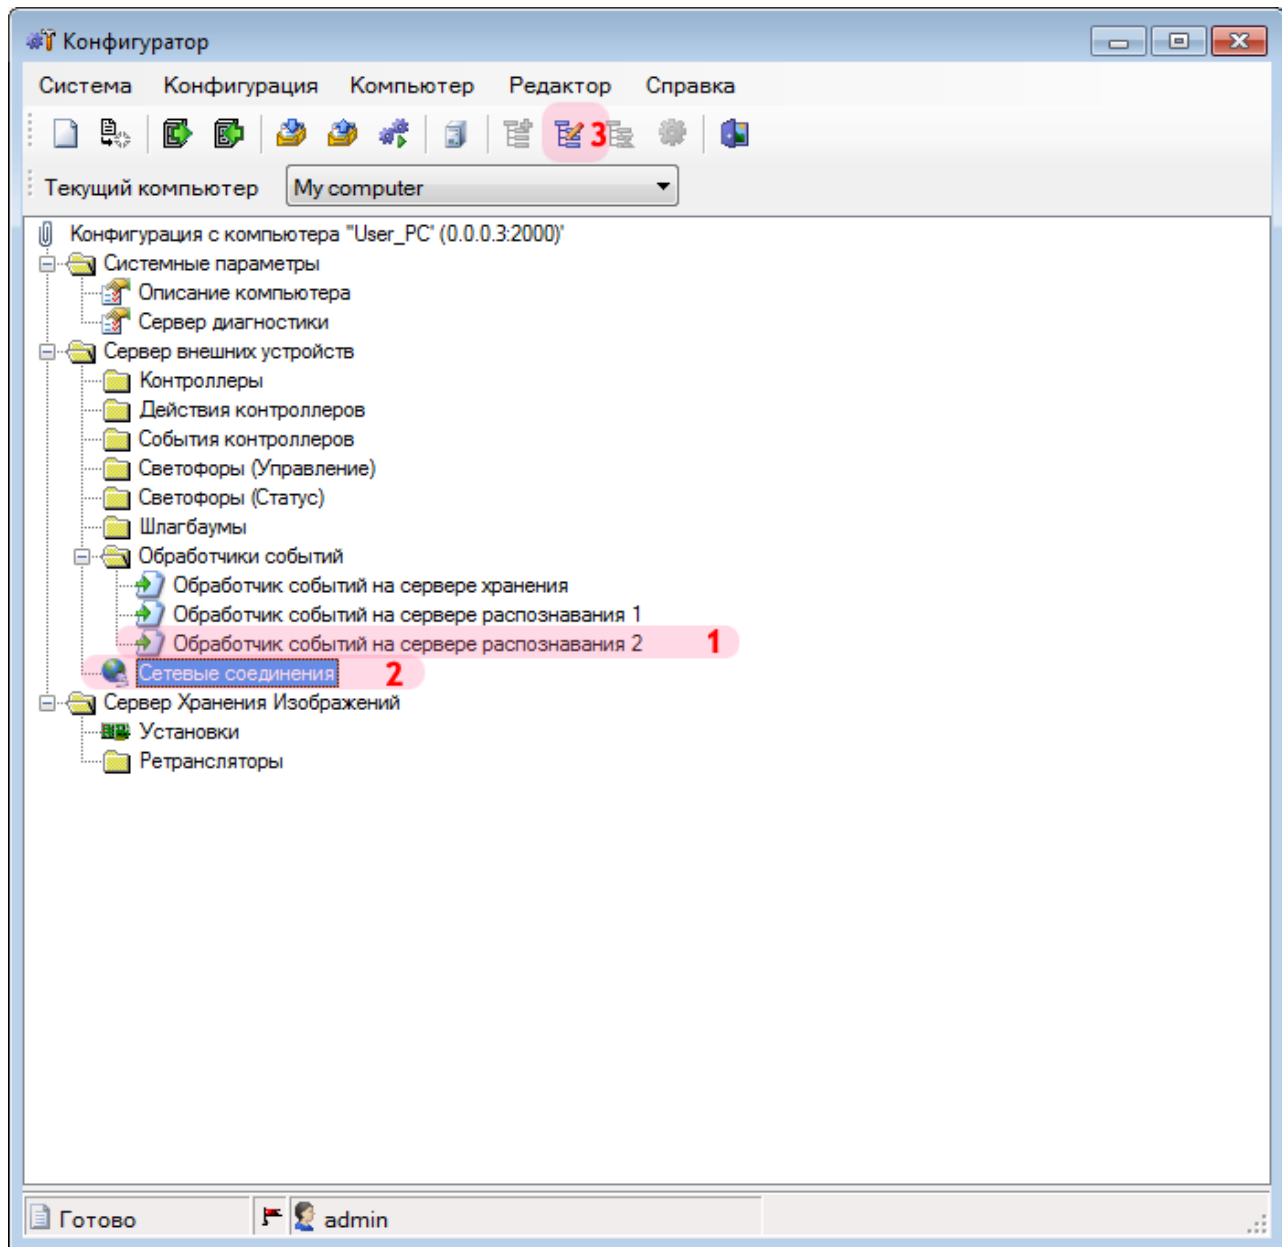 Конфигуратор
Система Конфигурация Компьютер Редактор Справка
3
Текущий компьютер My computer
Конфигурация с компьютера "User_PC" (0.0.0.3:2000)'
Системные параметры
Описание компьютера
Сервер диагностики
Сервер внешних устройств
Контроллеры
Действия контроллеров
События контроллеров
Светофоры (Управление)
Светофоры (Статус)
Шлагбаумы
Обработчики событий
Обработчик событий на сервере хранения
Обработчик событий на сервере распознавания 1
Обработчик событий на сервере распознавания 2 1
Сетевые соединения 2
Сервер Хранения Изображений
Установки
Ретрансляторы
Готово admin